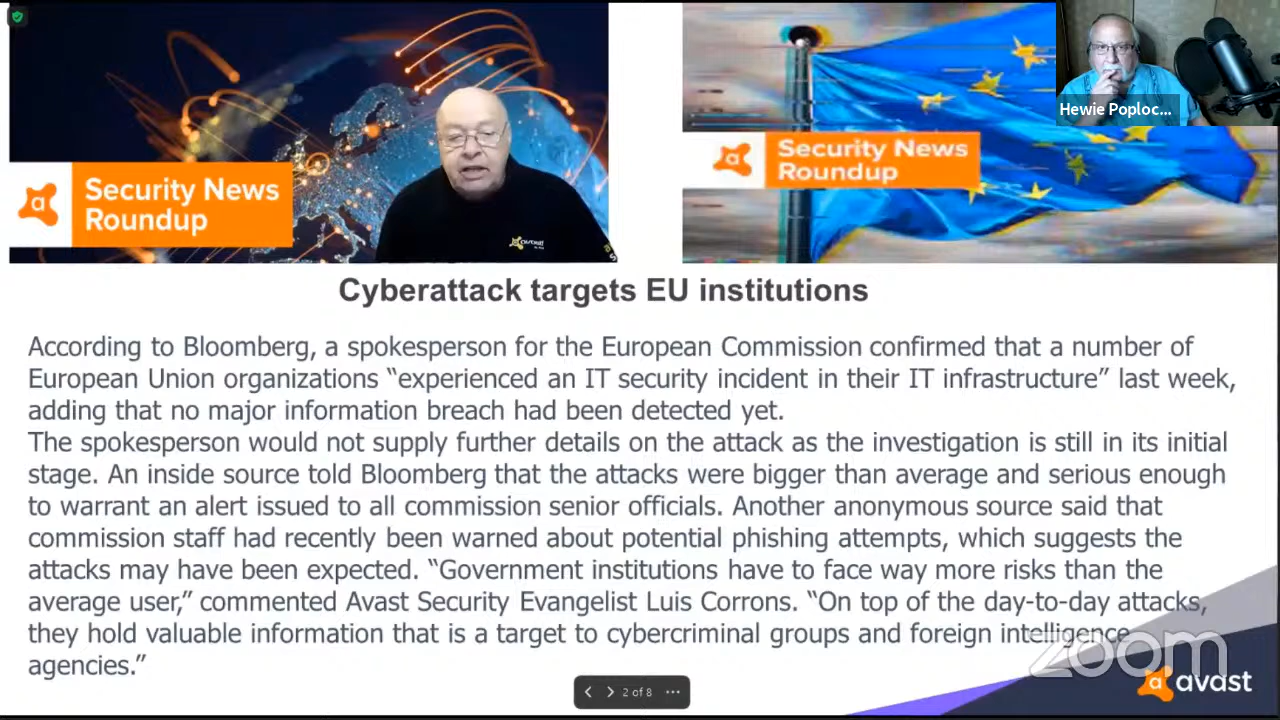 Security News
Roundup
avast
Security News
Roundup
Hewie Poploc...
Cyberattack targets EU institutions
According to Bloomberg, a spokesperson for the European Commission confirmed that a number of
European Union organizations “experienced an IT security incident in their IT infrastructure” last week,
adding that no major information breach had been detected yet.
The spokesperson would not supply further details on the attack as the investigation is still in its initial
stage. An inside source told Bloomberg that the attacks were bigger than average and serious enough
to warrant an alert issued to all commission senior officials. Another anonymous source said that
commission staff had recently been warned about potential phishing attempts, which suggests the
attacks may have been expected. “Government institutions have to face way more risks than the
average user,” commented Avast Security Evangelist Luis Corrons. “On top of the day-to-day attacks,
they hold valuable information that is a target to cybercriminal groups and foreign intelligence
agencies.”
2 of 8
zoom
avast